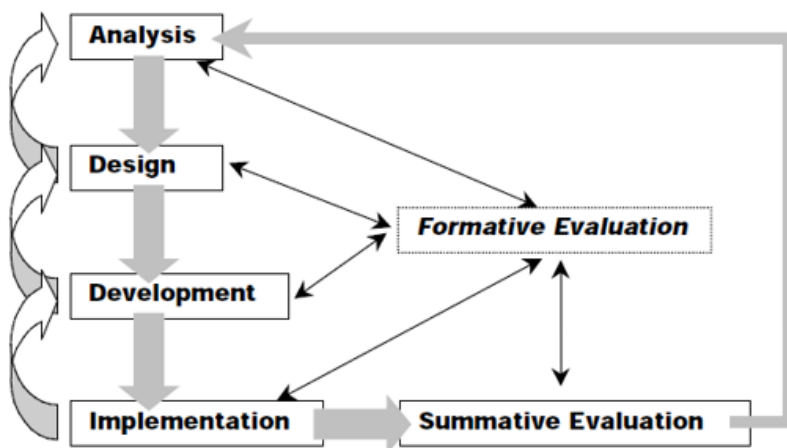 Analysis
Design
Formative Evaluation
Development
Implementation
Summative Evaluation